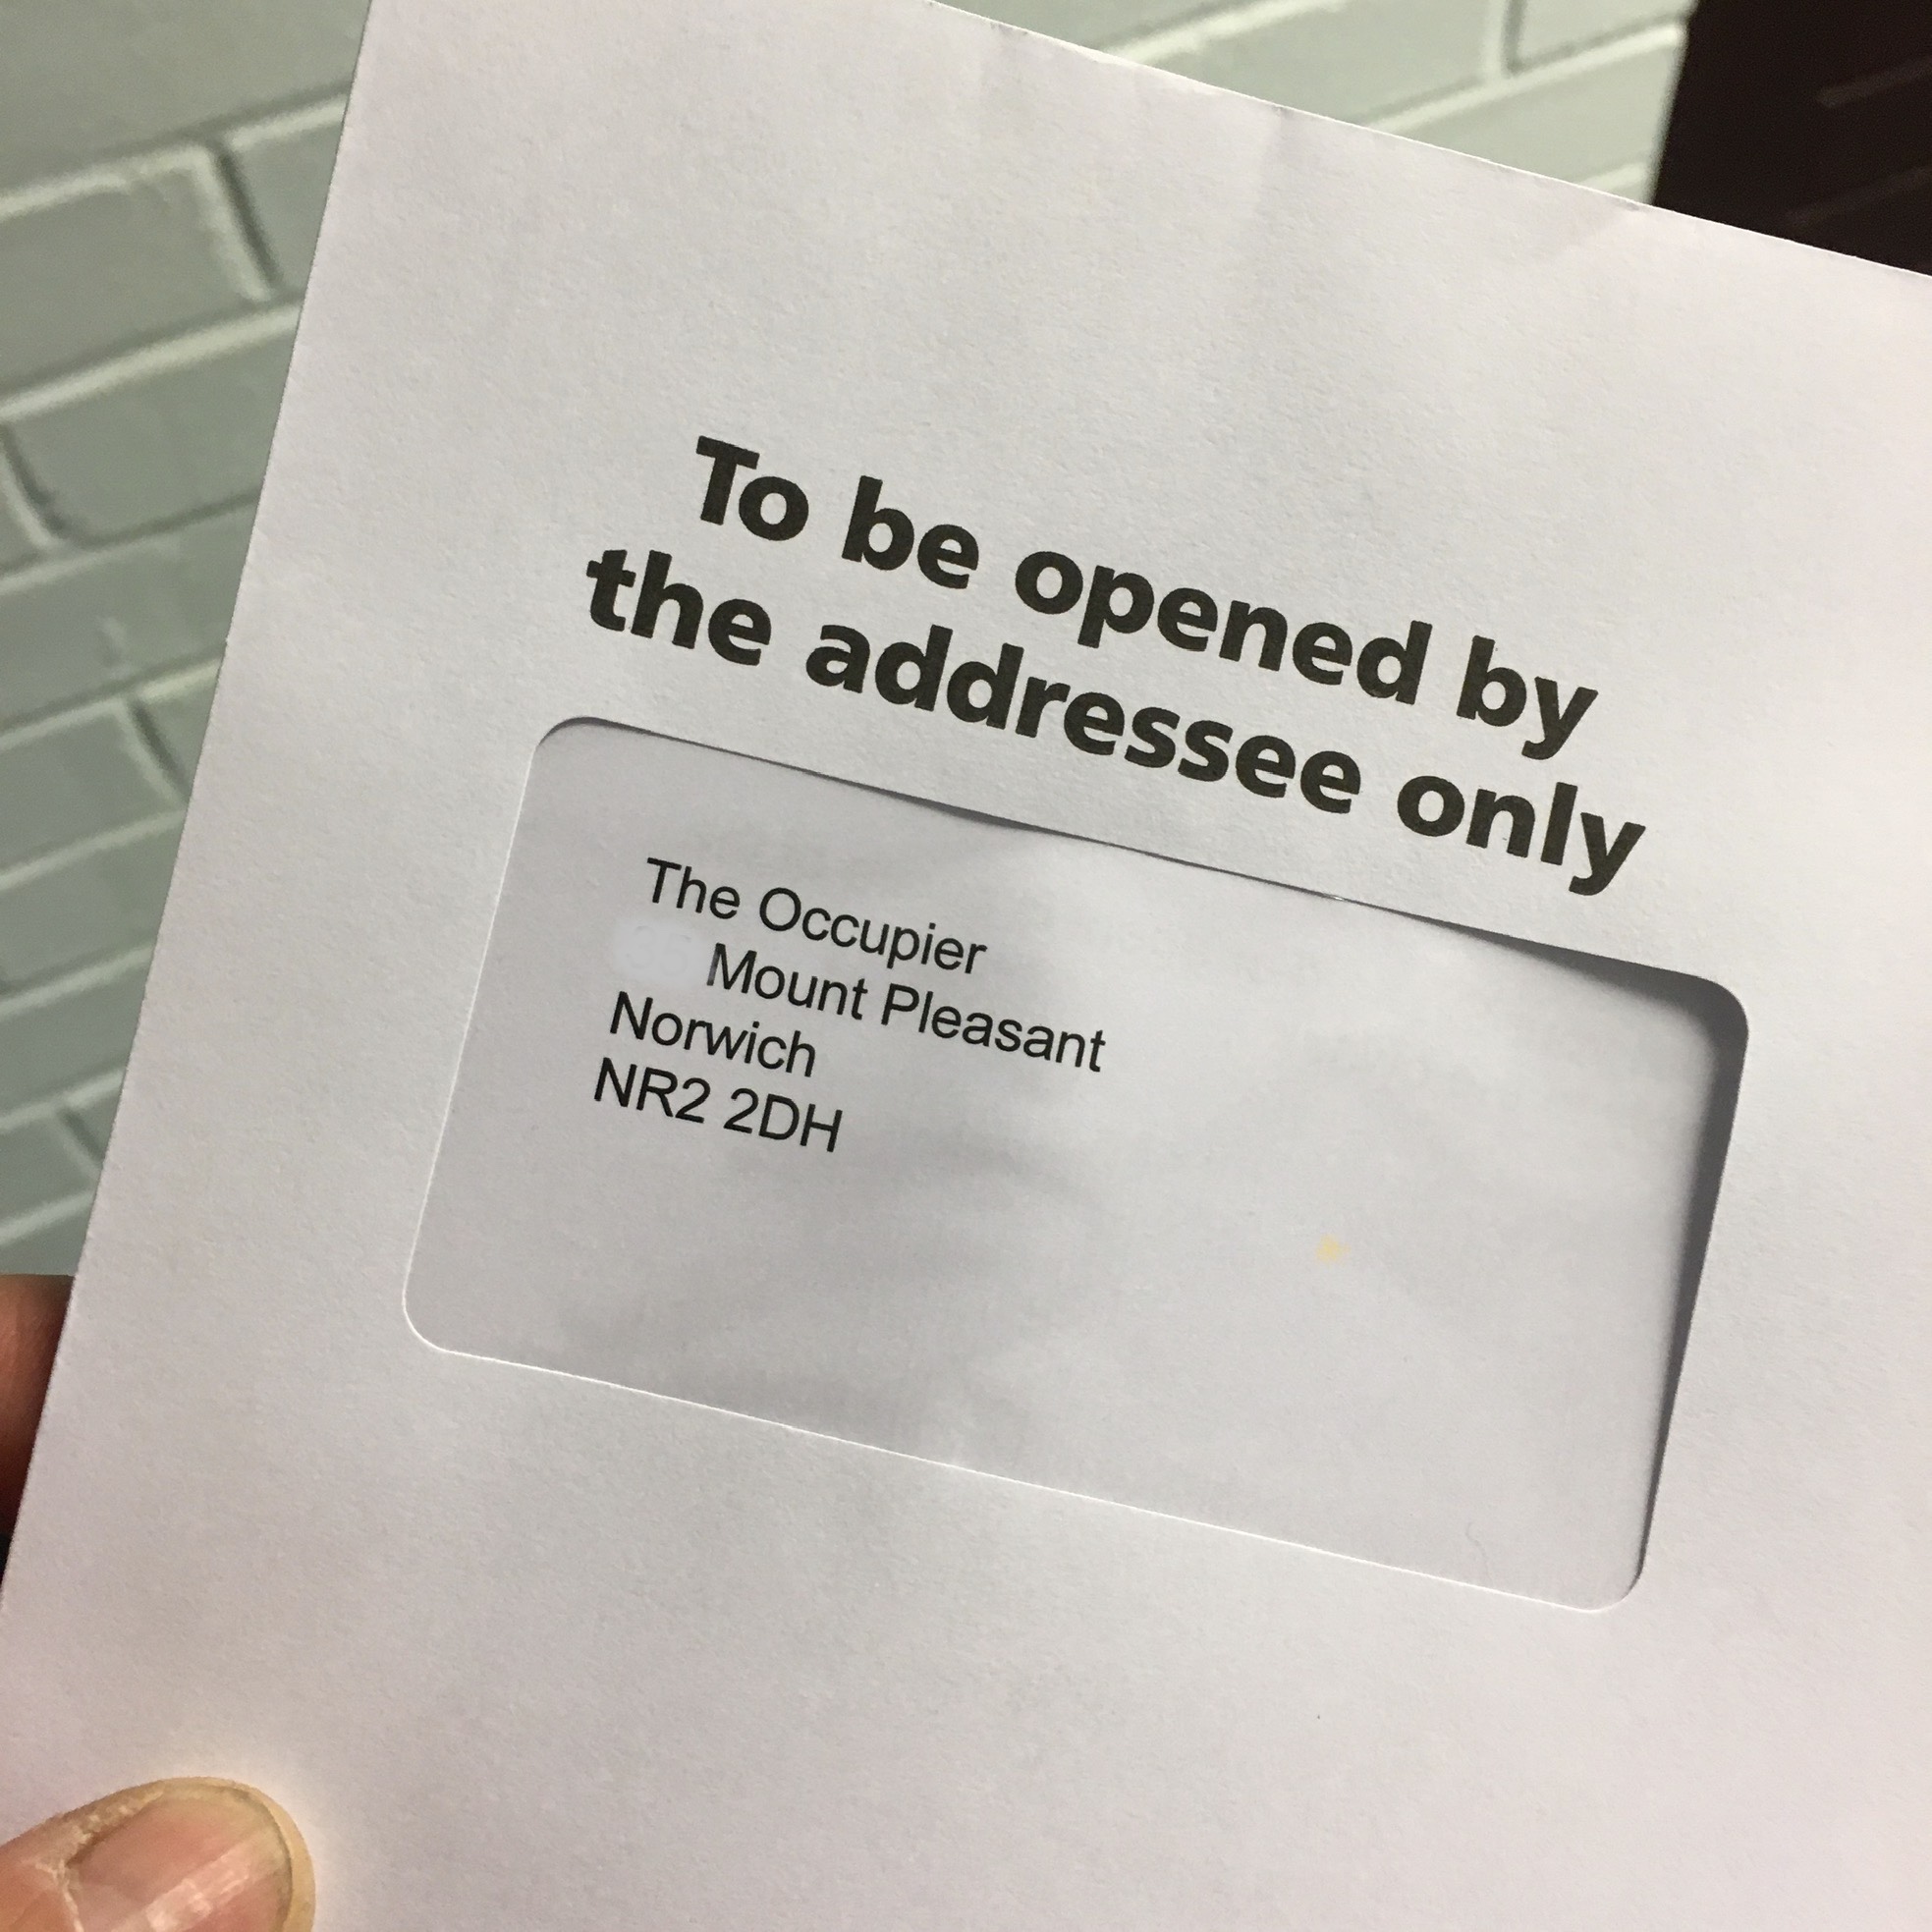 To be opened by
the addressee only
The Occupier
Mount Pleasant
Norwich
NR2 2DH